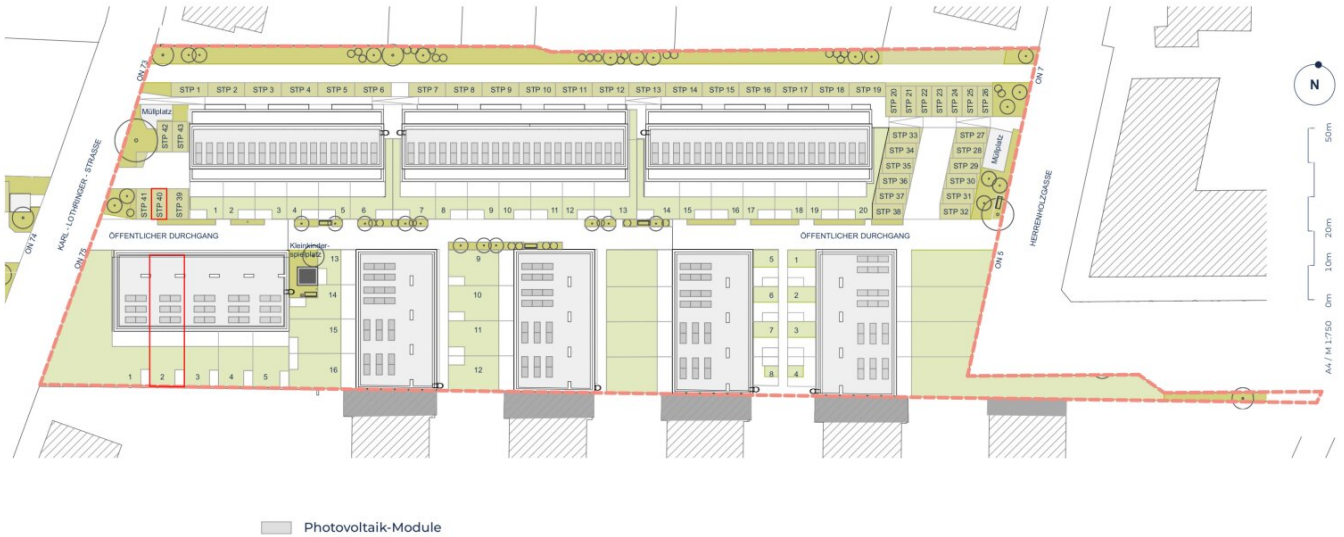 ON 73
ON 7
STP 1 STP 2 STP 3 STP 4 STP 5 STP 6 STP 7 STP 8 STP 9 STP 10 STP 11 STP 12 STP 13 STP 14 STP 15 STP 16 STP 17 STP 18 STP 19 STP 20 STP 21 STP 22 STP 23 STP 24 STP 25 STP 26
N
Müllplatz
STP 42 STP 43
STP 33 STP 27
STP 34 STP 28
STP 35 STP 29
Müllplatz
STP 36 STP 30
STP 37 STP 31
STP 38 STP 32
STP 41 STP 40 STP 39
1 2 3 4 5 6 7 8 9 10 11 12 13 14 15 16 17 18 19 20
KARL - LOTHRINGER - STRASSE
HERRENHOLZGASSE
ON 74
ON 75
ON 5
ÖFFENTLICHER DURCHGANG
ÖFFENTLICHER DURCHGANG
Kleinkinder-
spielplatz
13 9 5 1
14 10 6 2
15 11 7 3
16 12 8 4
1 2 3 4 5
50m
20m
10m
0m
A4 / M 1:750
Photovoltaik-Module